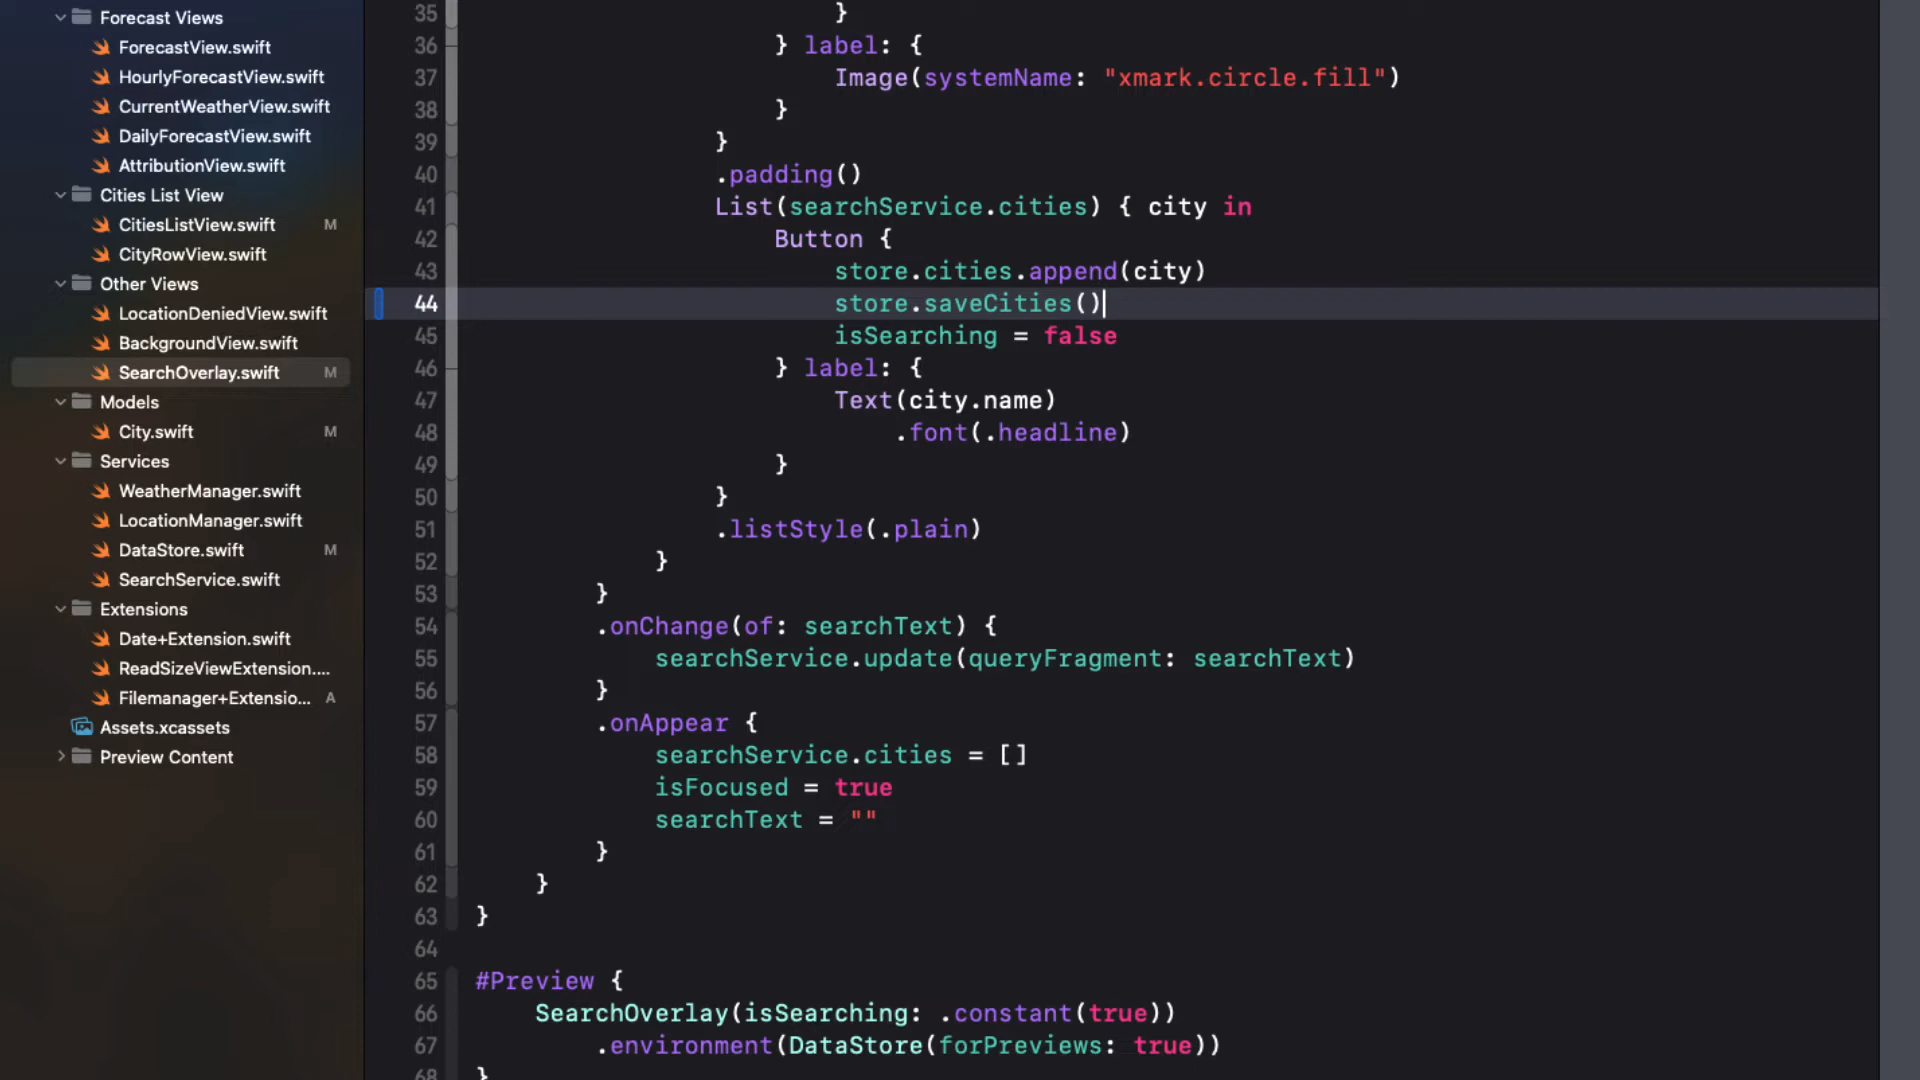 Forecast Views
ForecastView.swift
HourlyForecastView.swift
CurrentWeatherView.swift
DailyForecastView.swift
AttributionView.swift
Cities List View
CitiesListView.swift M
CityRowView.swift
Other Views
LocationDeniedView.swift
BackgroundView.swift
SearchOverlay.swift M
Models
City.swift M
Services
WeatherManager.swift
LocationManager.swift
DataStore.swift M
SearchService.swift
Extensions
Date+Extension.swift
ReadSizeViewExtension....
Filemanager+Extensio... A
Assets.xcassets
Preview Content
35 }
36 } label: {
37 Image(systemName: "xmark.circle.fill")
38 }
39 }
40 .padding()
41 List(searchService.cities) { city in
42 Button {
43 store.cities.append(city)
44 store.saveCities()
45 isSearching = false
46 } label: {
47 Text(city.name)
48 .font(.headline)
49 }
50 }
51 .listStyle(.plain)
52 }
53 }
54 .onChange(of: searchText) {
55 searchService.update(queryFragment: searchText)
56 }
57 .onAppear {
58 searchService.cities = []
59 isFocused = true
60 searchText = ""
61 }
62 }
63 }
64
65 #Preview {
66 SearchOverlay(isSearching: .constant(true))
67 .environment(DataStore(forPreviews: true))
68 }